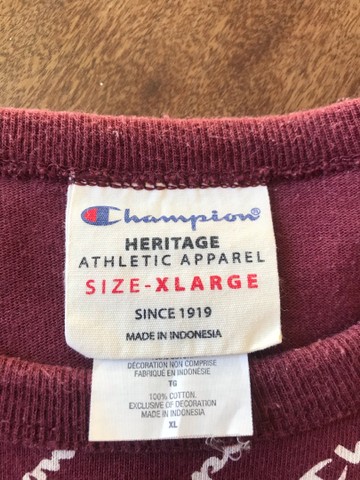 Champion®
HERITAGE
ATHLETIC APPAREL
SIZE-XLARGE
SINCE 1919
MADE IN INDONESIA
DÉCORATION NON COMPRISE
FABRIQUÉ EN INDONÉSIE
TG
100% COTTON
EXCLUSIVE OF DECORATION
MADE IN INDONESIA
XL